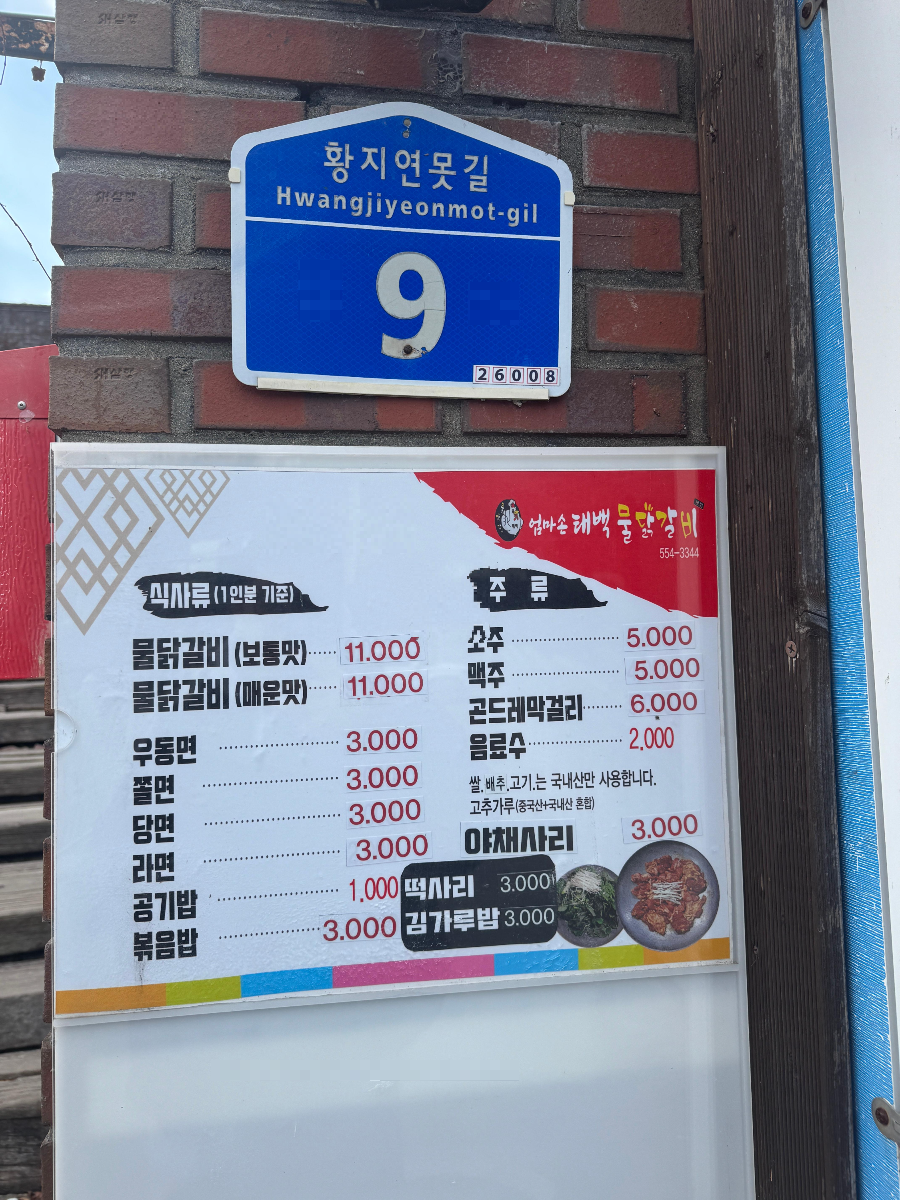 황지연못길
Hwangjiyeonmot-gil
9
26008
엄마손 태백 물닭갈비
554-3344
식사류 (1인분 기준)
물닭갈비 (보통맛) 11.000
물닭갈비 (매운맛) 11.000
우동면 3.000
쫄면 3.000
당면 3.000
라면 3.000
공기밥 1,000
볶음밥 3.000
주 류
소주 5.000
맥주 5.000
곤드레막걸리 6.000
음료수 2,000
쌀.배추.고기.는 국내산만 사용합니다.
고추가루(중국산+국내산 혼합)
야채사리 3.000
떡사리 3.000
김가루밥 3.000